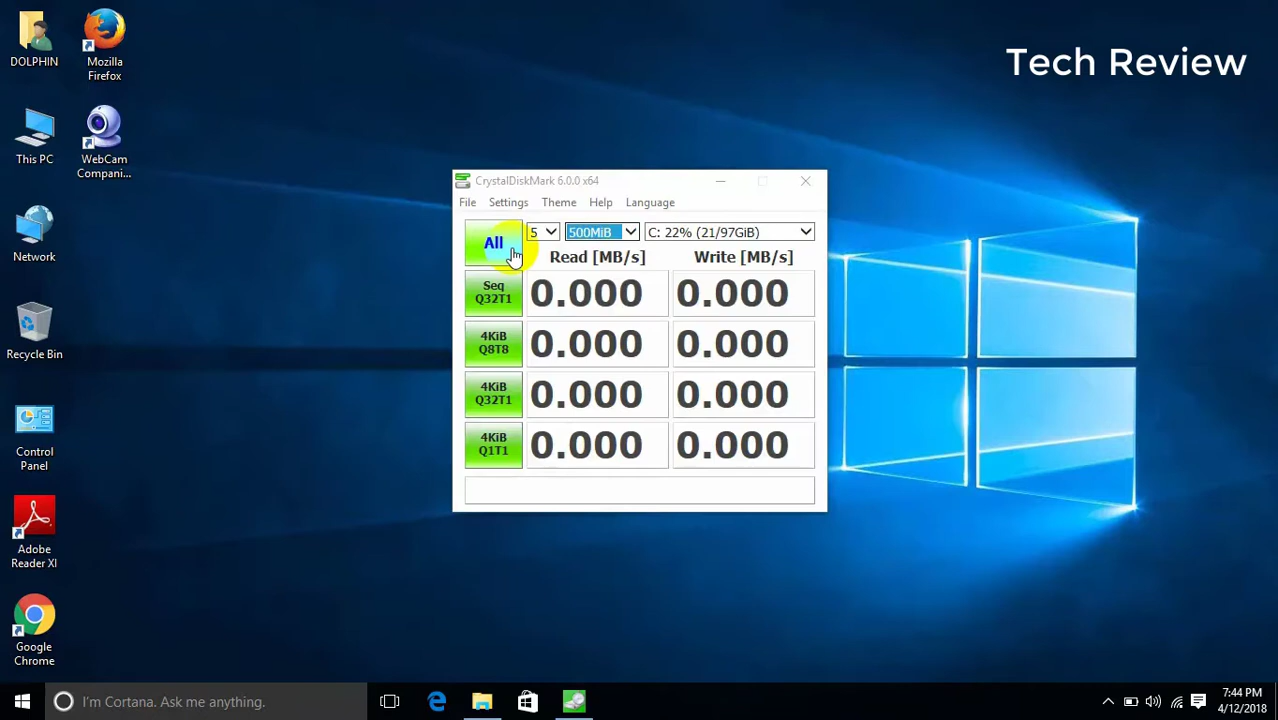 DOLPHIN
Mozilla
Firefox
Tech Review
This PC
WebCam
Compani...
Network
Recycle Bin
Control
Panel
Adobe
Reader XI
Google
Chrome
CrystalDiskMark 6.0.0 x64
File Settings Theme Help Language
All 5 500MiB C: 22% (21/97GiB)
Read [MB/s] Write [MB/s]
Seq
Q32T1
0.000 0.000
4KiB
Q8T8
0.000 0.000
4KiB
Q32T1
0.000 0.000
4KiB
Q1T1
0.000 0.000
I'm Cortana. Ask me anything.
7:44 PM
4/12/2018